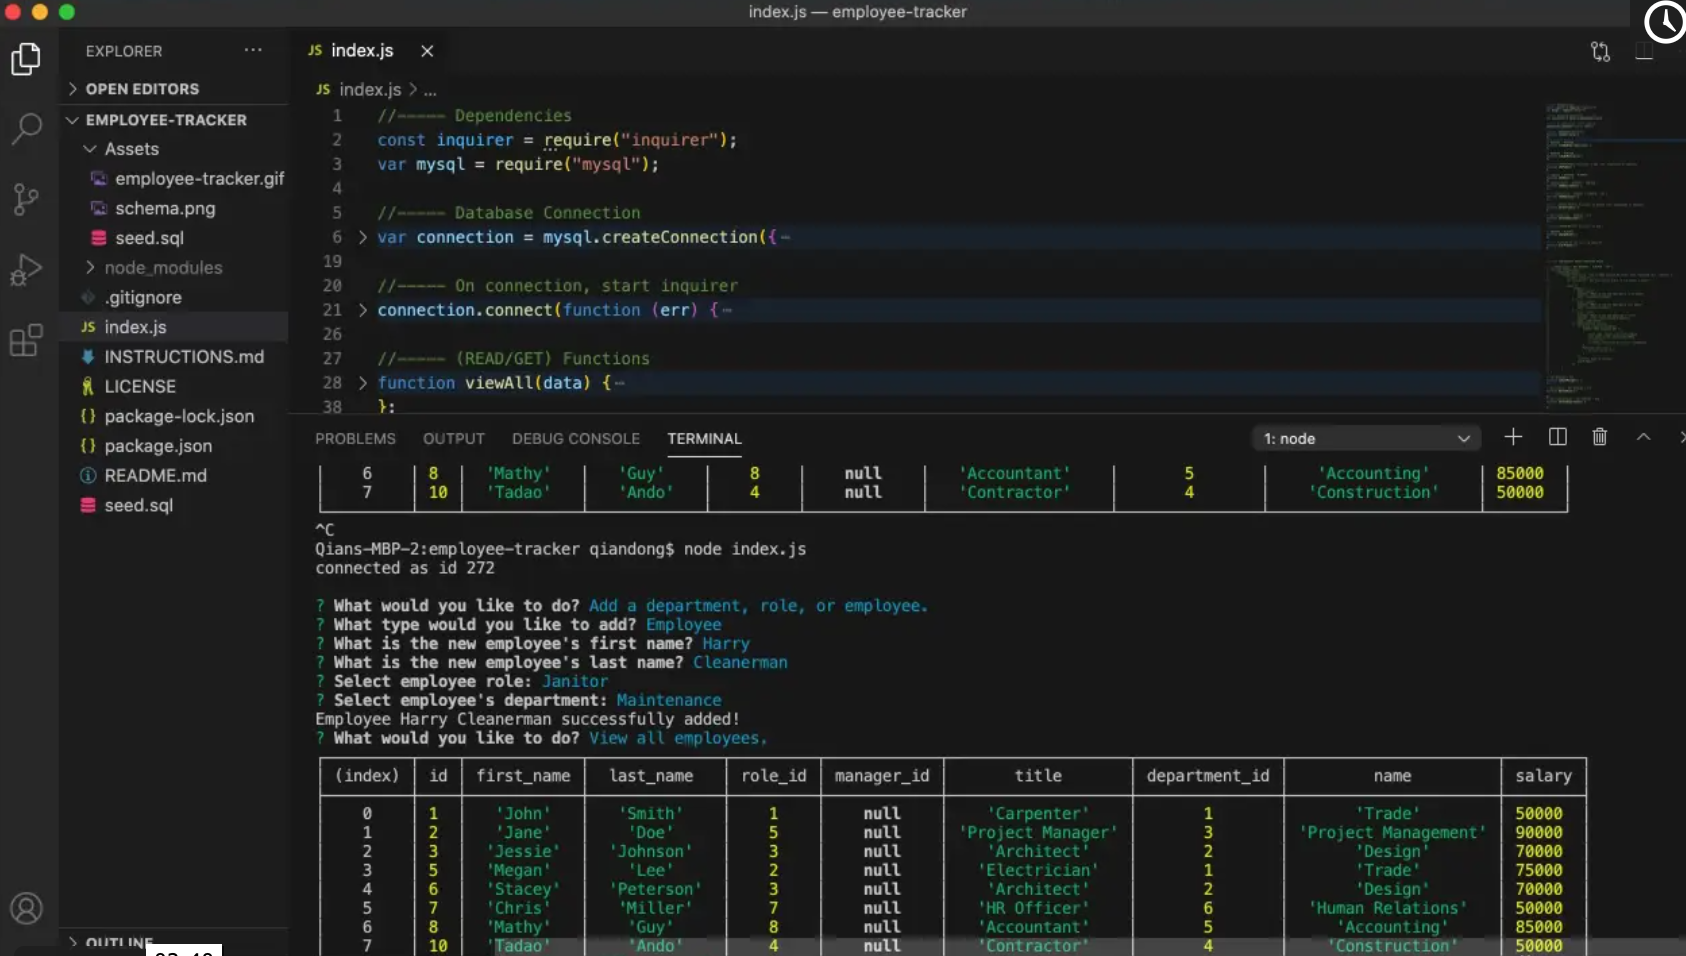 index.js — employee-tracker
EXPLORER ···
OPEN EDITORS
EMPLOYEE-TRACKER
Assets
employee-tracker.gif
schema.png
seed.sql
node_modules
.gitignore
JS index.js
INSTRUCTIONS.md
LICENSE
{} package-lock.json
{} package.json
README.md
seed.sql
OUTLINE
JS index.js ×
JS index.js > ...
1 //----- Dependencies
2 const inquirer = require("inquirer");
3 var mysql = require("mysql");
4
5 //----- Database Connection
6 > var connection = mysql.createConnection({⋯
19
20 //----- On connection, start inquirer
21 > connection.connect(function (err) {⋯
26
27 //----- (READ/GET) Functions
28 > function viewAll(data) {⋯
38 };
PROBLEMS OUTPUT DEBUG CONSOLE TERMINAL 1: node
6 8 'Mathy' 'Guy' 8 null 'Accountant' 5 'Accounting' 85000
7 10 'Tadao' 'Ando' 4 null 'Contractor' 4 'Construction' 50000
^C
Qians-MBP-2:employee-tracker qiandong$ node index.js
connected as id 272
? What would you like to do? Add a department, role, or employee.
? What type would you like to add? Employee
? What is the new employee's first name? Harry
? What is the new employee's last name? Cleanerman
? Select employee role: Janitor
? Select employee's department: Maintenance
Employee Harry Cleanerman successfully added!
? What would you like to do? View all employees.
(index) id first_name last_name role_id manager_id title department_id name salary
0 1 'John' 'Smith' 1 null 'Carpenter' 1 'Trade' 50000
1 2 'Jane' 'Doe' 5 null 'Project Manager' 3 'Project Management' 90000
2 3 'Jessie' 'Johnson' 3 null 'Architect' 2 'Design' 70000
3 5 'Megan' 'Lee' 2 null 'Electrician' 1 'Trade' 75000
4 6 'Stacey' 'Peterson' 3 null 'Architect' 2 'Design' 70000
5 7 'Chris' 'Miller' 7 null 'HR Officer' 6 'Human Relations' 50000
6 8 'Mathy' 'Guy' 8 null 'Accountant' 5 'Accounting' 85000
7 10 'Tadao' 'Ando' 4 null 'Contractor' 4 'Construction' 50000